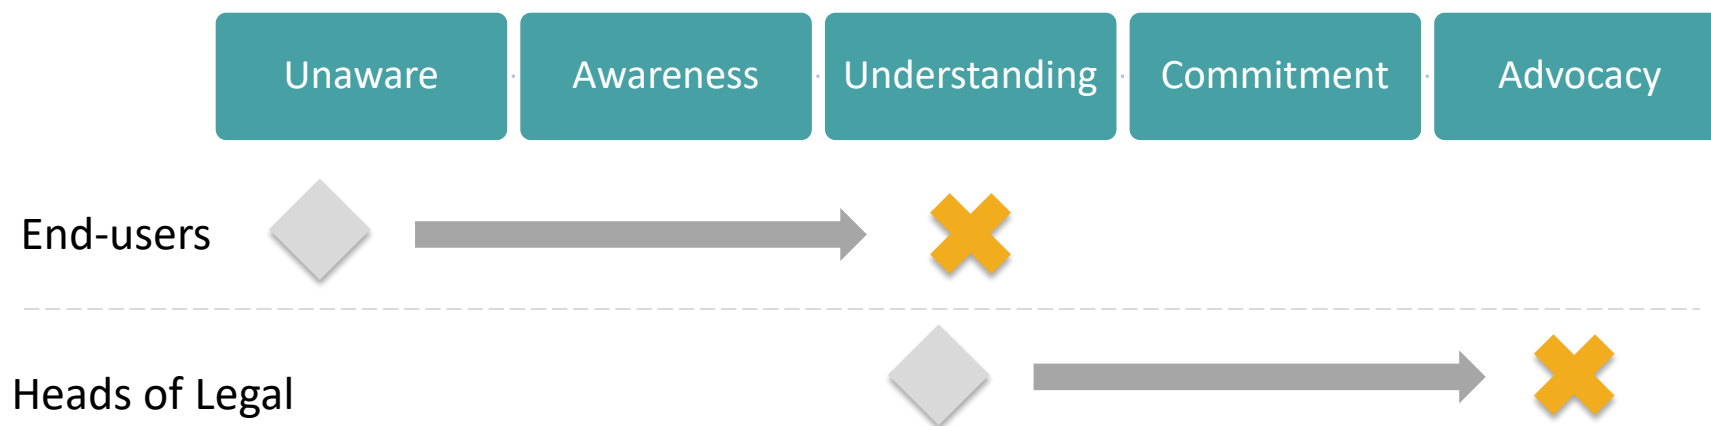 Unaware
Awareness
Understanding
Commitment
Advocacy
End-users
Heads of Legal